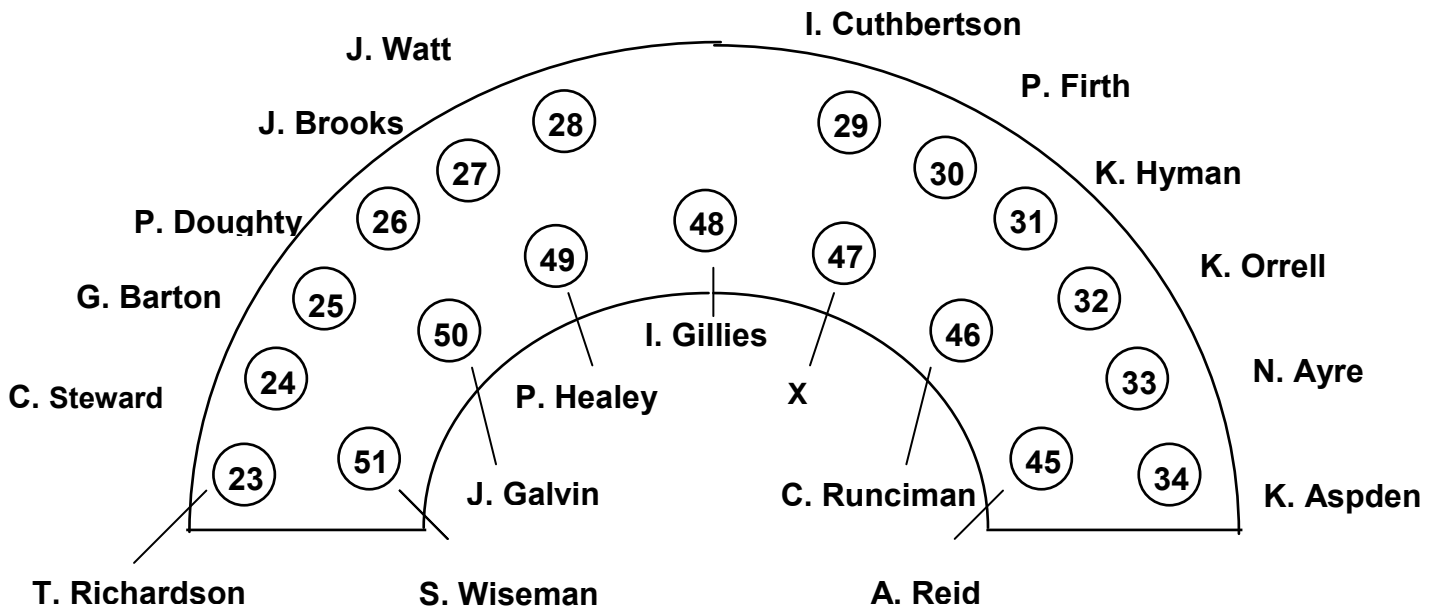 I. Cuthbertson
J. Watt
P. Firth
J. Brooks
28
29
27
30
K. Hyman
P. Doughty
26
48
31
49
47
K. Orrell
G. Barton
25
32
50
I. Gillies
46
24
33
N. Ayre
C. Steward
P. Healey
X
23
51
45
34
J. Galvin
C. Runciman
K. Aspden
T. Richardson
S. Wiseman
A. Reid